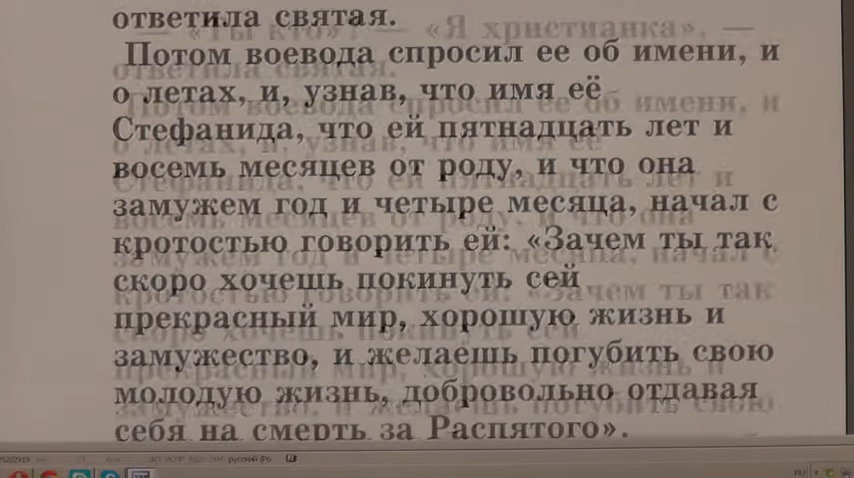 ответила святая.
Потом воевода спросил ее об имени, и
о летах, и, узнав, что имя её
Стефанида, что ей пятнадцать лет и
восемь месяцев от роду, и что она
замужем год и четыре месяца, начал с
кротостью говорить ей: «Зачем ты так
скоро хочешь покинуть сей
прекрасный мир, хорошую жизнь и
замужество, и желаешь погубить свою
молодую жизнь, добровольно отдавая
себя на смерть за Распятого».
русский (Ро